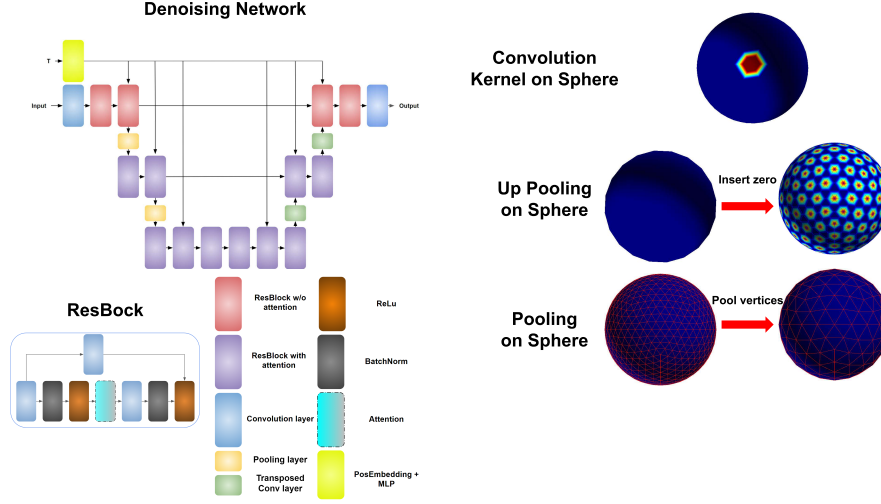 Denoising Network
T
Input
Output
ResBock
ResBlock w/o
attention
ReLu
ResBlock with
attention
BatchNorm
Convolution layer
Attention
Pooling layer
Transposed
Conv layer
PosEmbedding +
MLP
Convolution
Kernel on Sphere
Up Pooling
on Sphere
Insert zero
Pooling
on Sphere
Pool vertices